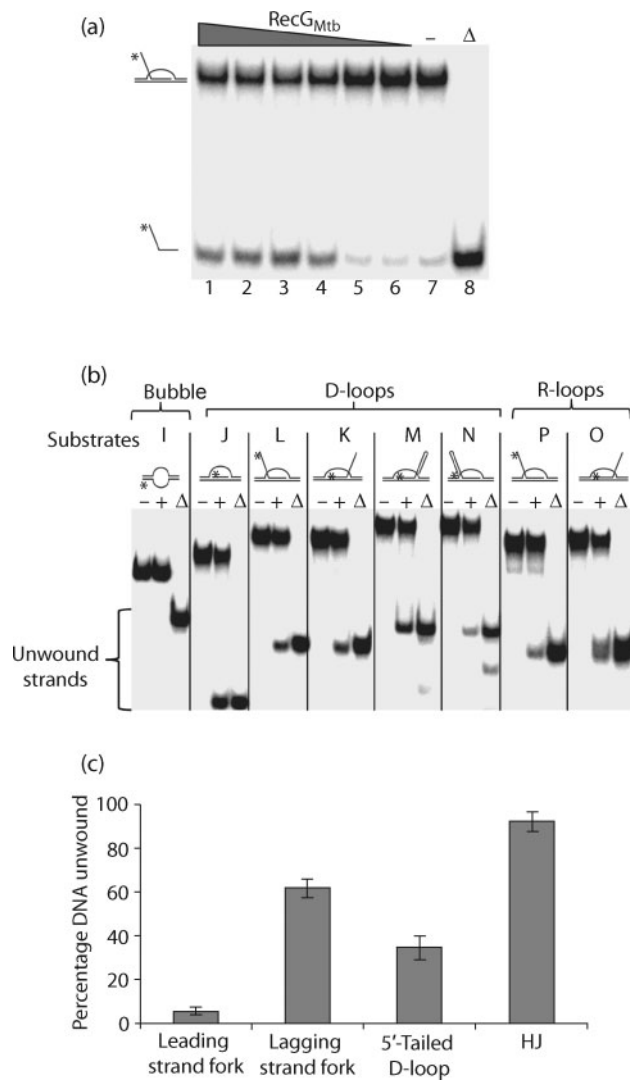 (a)
RecGMtb
– Δ
*
*
1 2 3 4 5 6 7 8
(b)
Bubble D-loops R-loops
Substrates I J L K M N P O
* * * * * * * *
– + Δ – + Δ – + Δ – + Δ – + Δ – + Δ – + Δ – + Δ
Unwound
strands
(c)
Percentage DNA unwound
100
80
60
40
20
0
Leading
strand fork
Lagging
strand fork
5′-Tailed
D-loop
HJ